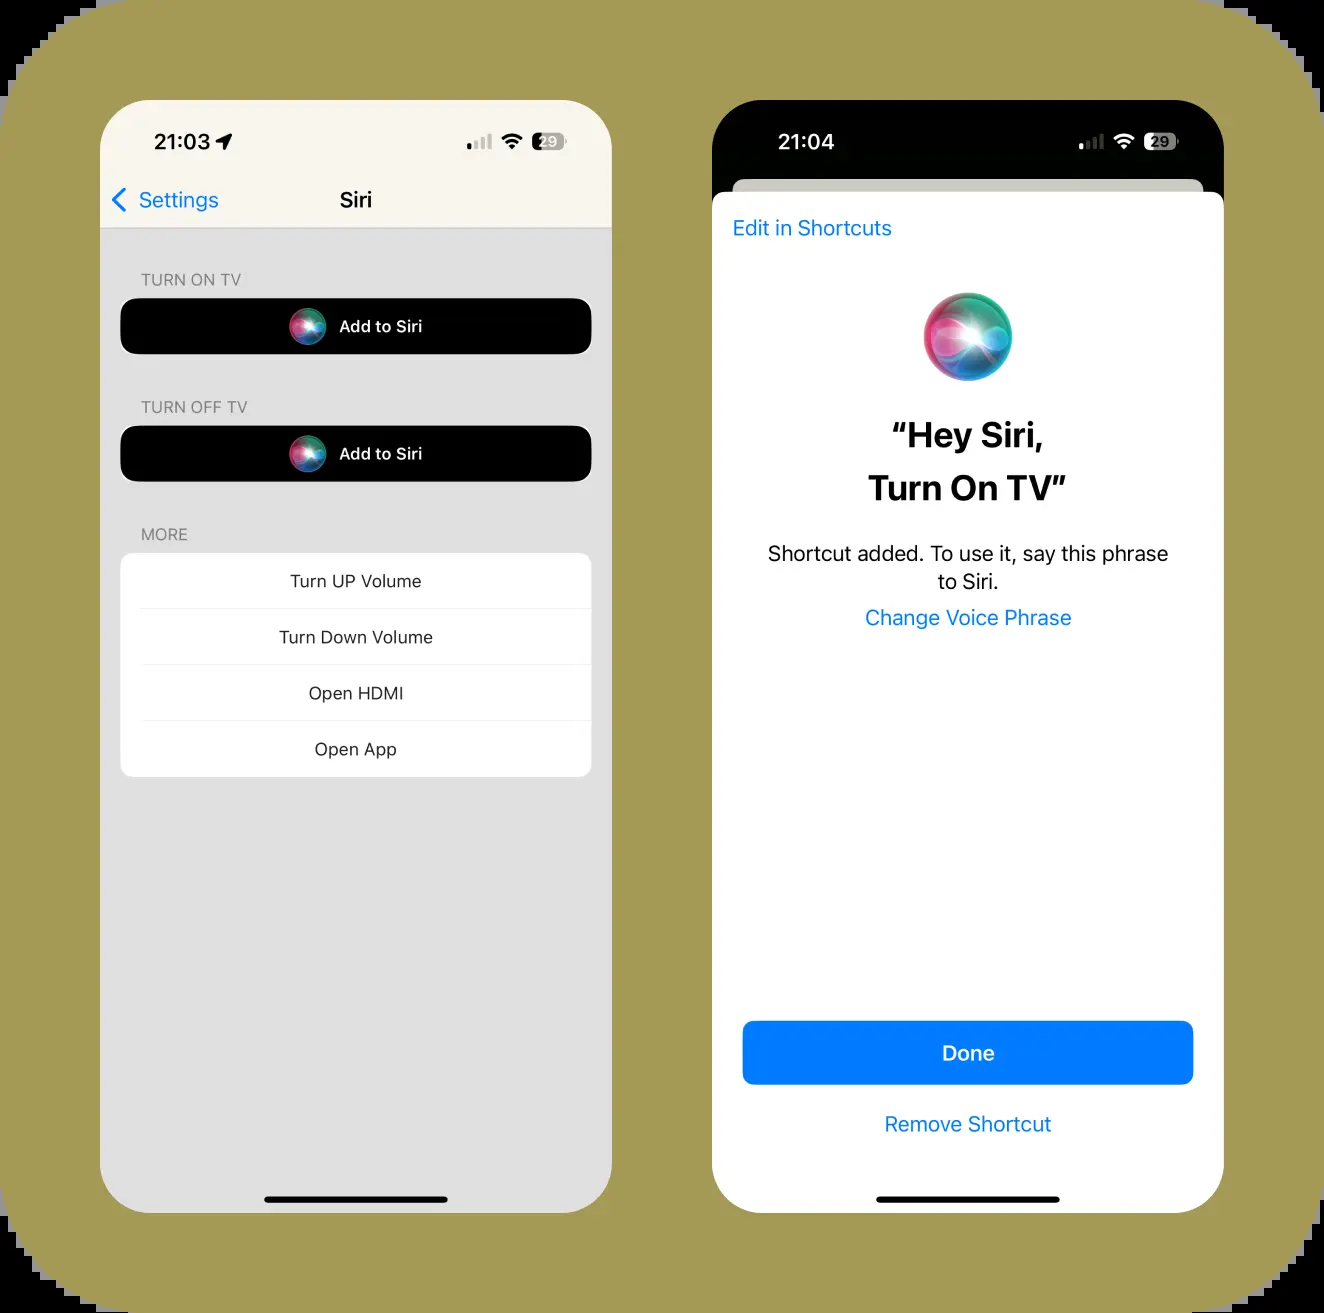 21:03
29
Settings
Siri
TURN ON TV
Add to Siri
TURN OFF TV
Add to Siri
MORE
Turn UP Volume
Turn Down Volume
Open HDMI
Open App
21:04
29
Edit in Shortcuts
“Hey Siri,
Turn On TV”
Shortcut added. To use it, say this phrase
to Siri.
Change Voice Phrase
Done
Remove Shortcut